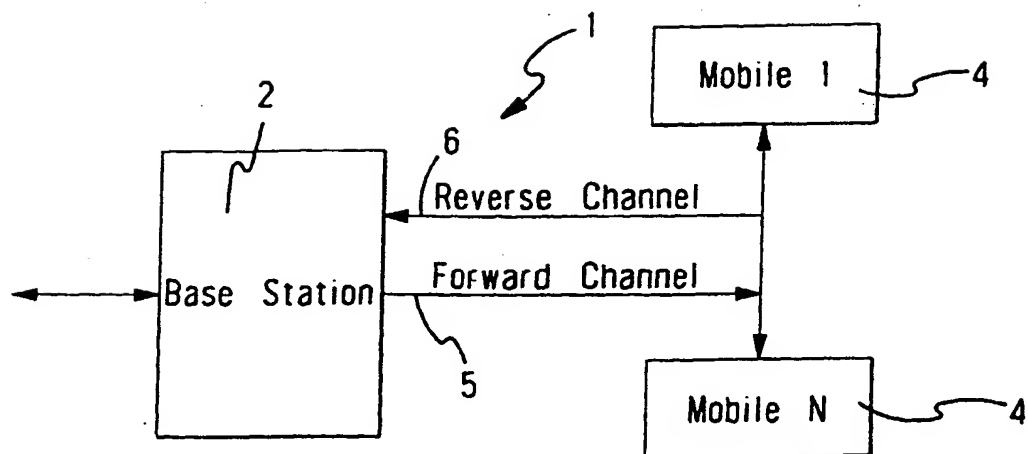 1
Mobile 1
4
2
6
Reverse Channel
Base Station
Forward Channel
5
Mobile N
4